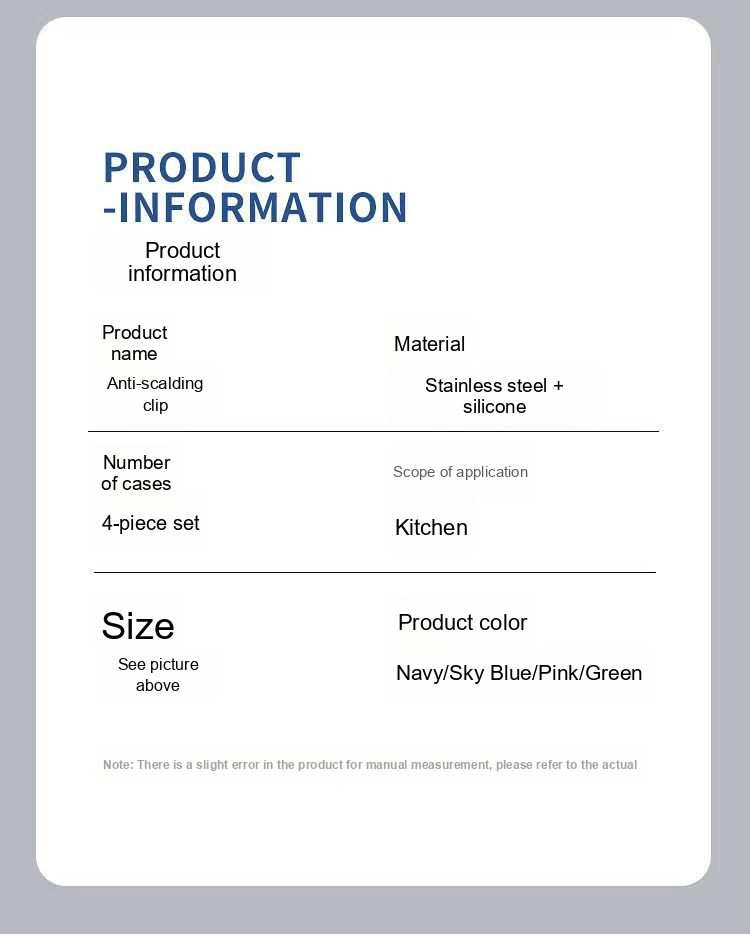 PRODUCT
-INFORMATION
Product
information
Product
name
Anti-scalding
clip
Material
Stainless steel +
silicone
Number
of cases
4-piece set
Scope of application
Kitchen
Size
See picture
above
Product color
Navy/Sky Blue/Pink/Green
Note: There is a slight error in the product for manual measurement, please refer to the actual